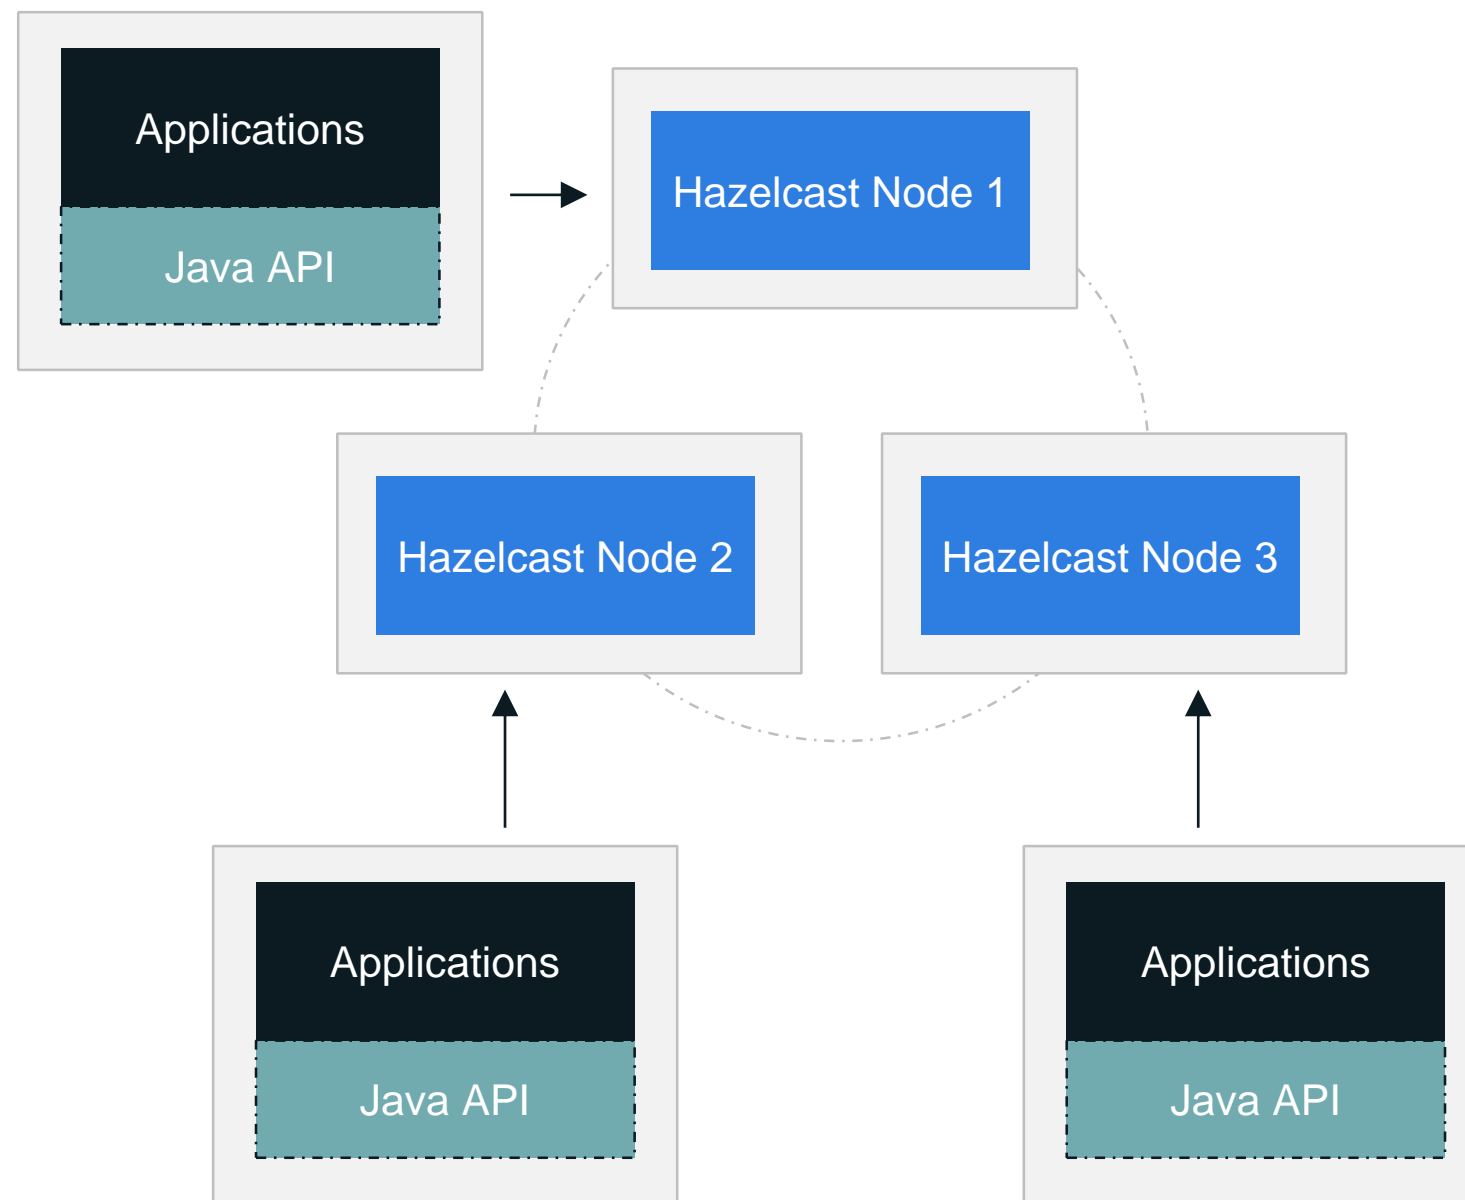 Applications
Java API
Hazelcast Node 1
Hazelcast Node 2
Hazelcast Node 3
Applications
Java API
Applications
Java API